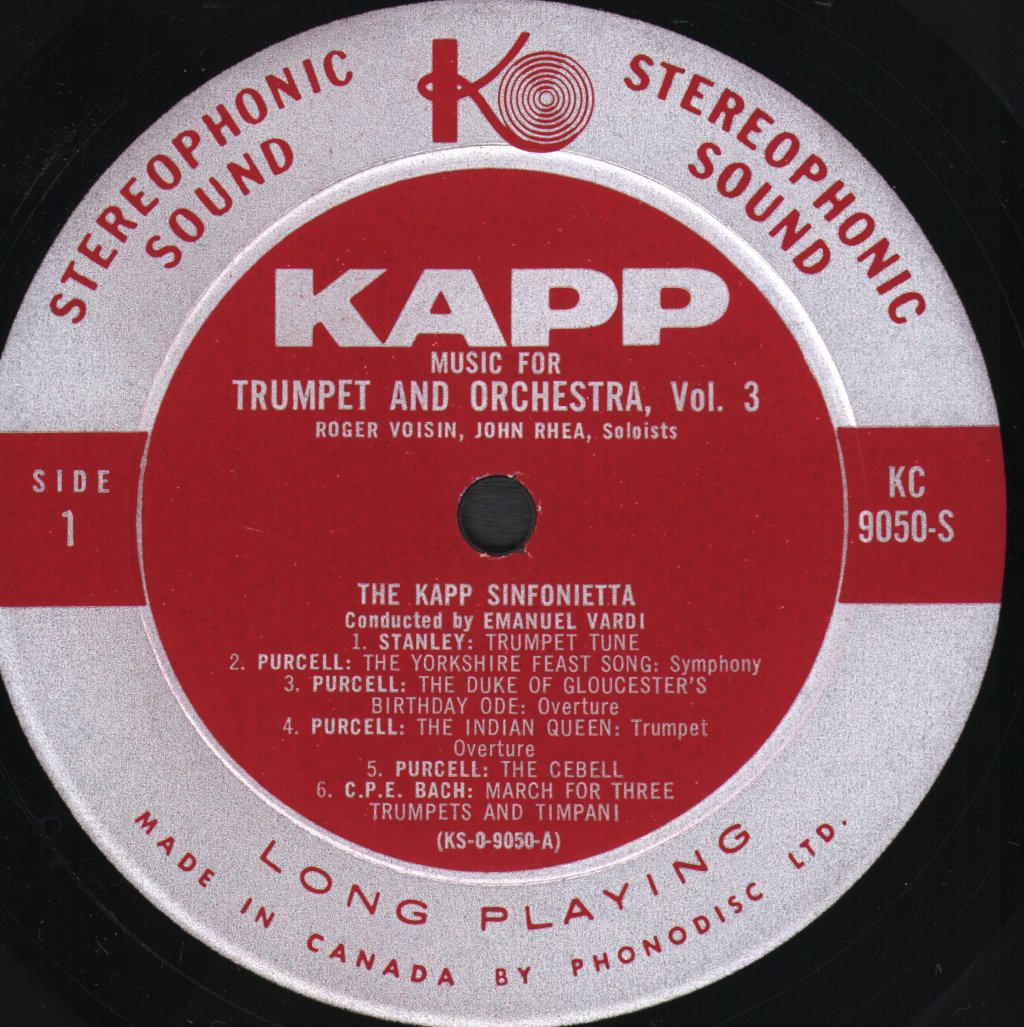 STEREOPHONIC
SOUND
K
STEREOPHONIC
SOUND
KAPP
MUSIC FOR
TRUMPET AND ORCHESTRA, Vol. 3
ROGER VOISIN, JOHN RHEA, Soloists
SIDE
1
KC
9050-S
THE KAPP SINFONIETTA
Conducted by EMANUEL VARDI
1. STANLEY: TRUMPET TUNE
2. PURCELL: THE YORKSHIRE FEAST SONG: Symphony
3. PURCELL: THE DUKE OF GLOUCESTER'S
BIRTHDAY ODE: Overture
4. PURCELL: THE INDIAN QUEEN: Trumpet
Overture
5. PURCELL: THE CEBELL
6. C.P.E. BACH: MARCH FOR THREE
TRUMPETS AND TIMPANI
(KS-O-9050-A)
LONG PLAYING
MADE IN CANADA BY PHONODISC LTD.